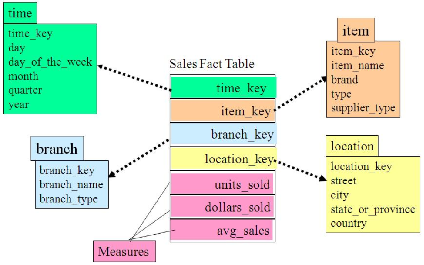 time
time_key
day
day_of_the_week
month
quarter
year
item
item_key
item_name
brand
type
supplier_type
Sales Fact Table
time_key
item_key
branch_key
location_key
units_sold
dollars_sold
avg_sales
branch
branch_key
branch_name
branch_type
location
location_key
street
city
state_or_province
country
Measures